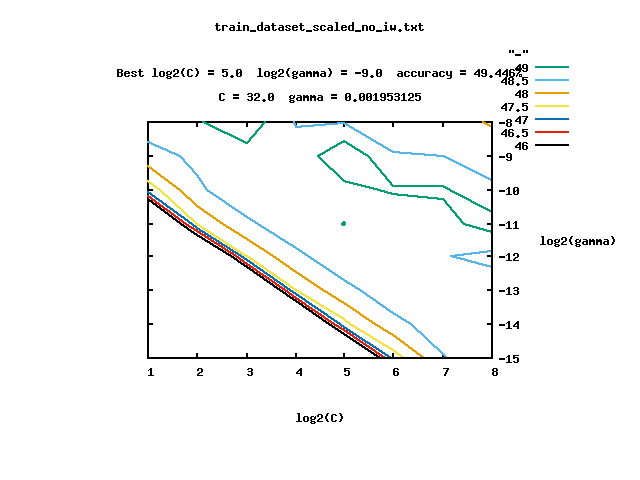 train_dataset_scaled_no_iw.txt
"_"
Best log2(C) = 5.0 log2(gamma) = -9.0 accuracy = 49.446%
C = 32.0 gamma = 0.001953125
49
48.5
48
47.5
47
46.5
46
-8
-9
-10
-11
-12
-13
-14
-15
log2(gamma)
1 2 3 4 5 6 7 8
log2(C)